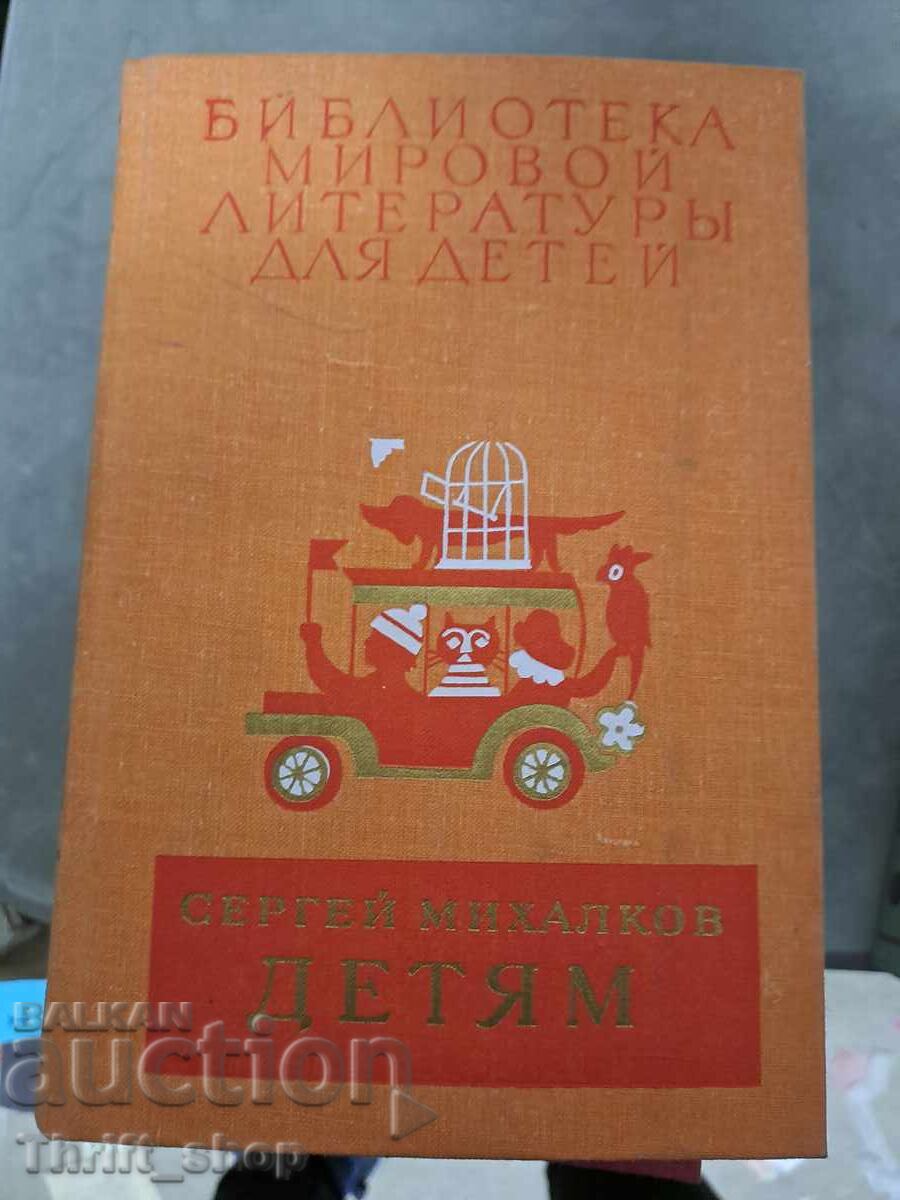 БИБЛИОТЕКА
МИРОВОЙ
ЛИТЕРАТУРЫ
ДЛЯ ДЕТЕЙ
СЕРГЕЙ МИХАЛКОВ
ДЕТЯМ
BALKAN
auction
Thrift_shop